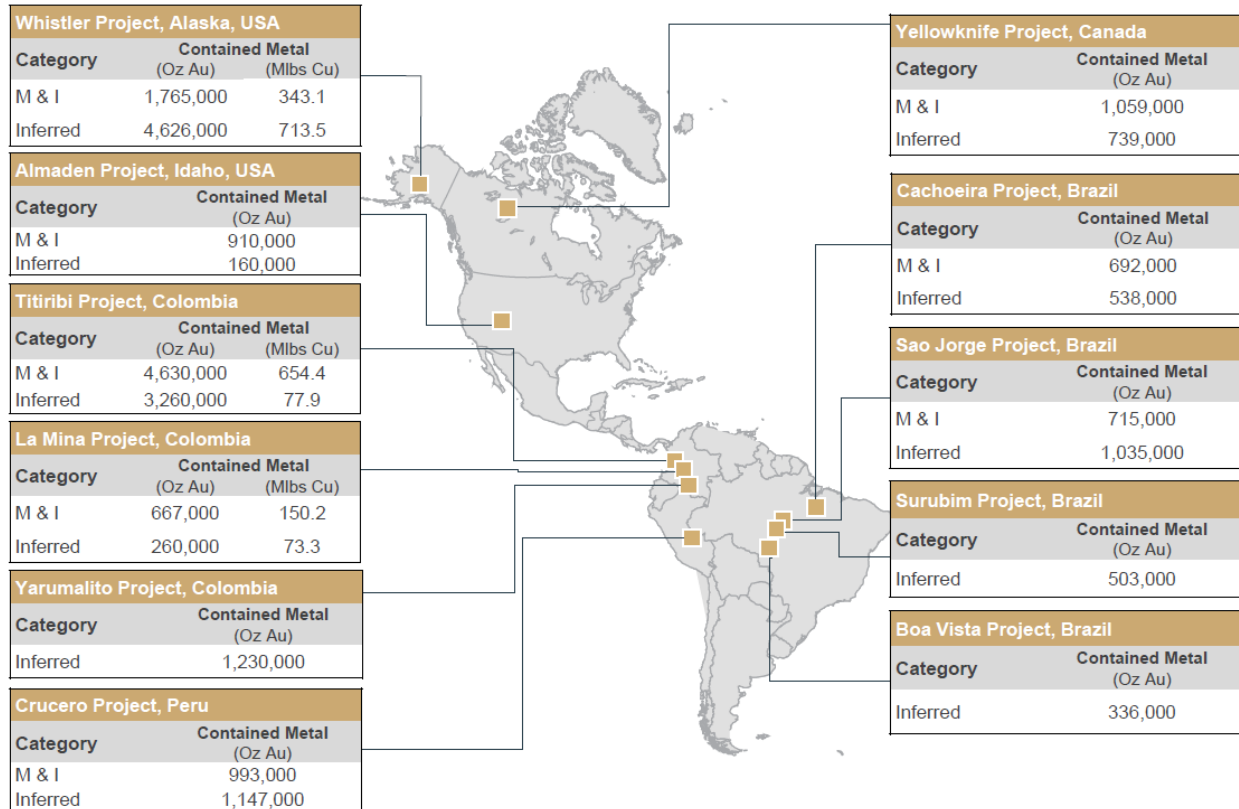 Whistler Project, Alaska, USA
Category Contained Metal
(Oz Au) (Mlbs Cu)
M & I 1,765,000 343.1
Inferred 4,626,000 713.5
Almaden Project, Idaho, USA
Category Contained Metal
(Oz Au)
M & I 910,000
Inferred 160,000
Titiribi Project, Colombia
Category Contained Metal
(Oz Au) (Mlbs Cu)
M & I 4,630,000 654.4
Inferred 3,260,000 77.9
La Mina Project, Colombia
Category Contained Metal
(Oz Au) (Mlbs Cu)
M & I 667,000 150.2
Inferred 260,000 73.3
Yarumalito Project, Colombia
Category Contained Metal
(Oz Au)
Inferred 1,230,000
Crucero Project, Peru
Category Contained Metal
(Oz Au)
M & I 993,000
Inferred 1,147,000
Yellowknife Project, Canada
Category Contained Metal
(Oz Au)
M & I 1,059,000
Inferred 739,000
Cachoeira Project, Brazil
Category Contained Metal
(Oz Au)
M & I 692,000
Inferred 538,000
Sao Jorge Project, Brazil
Category Contained Metal
(Oz Au)
M & I 715,000
Inferred 1,035,000
Surubim Project, Brazil
Category Contained Metal
(Oz Au)
Inferred 503,000
Boa Vista Project, Brazil
Category Contained Metal
(Oz Au)
Inferred 336,000